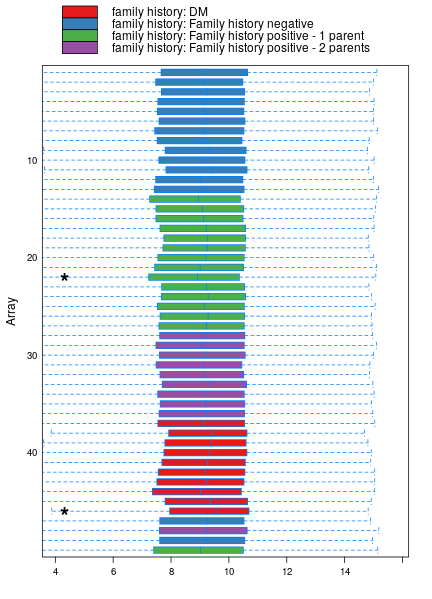 family history: DM
family history: Family history negative
family history: Family history positive - 1 parent
family history: Family history positive - 2 parents
10
20
*
30
40
*
Array
4 6 8 10 12 14